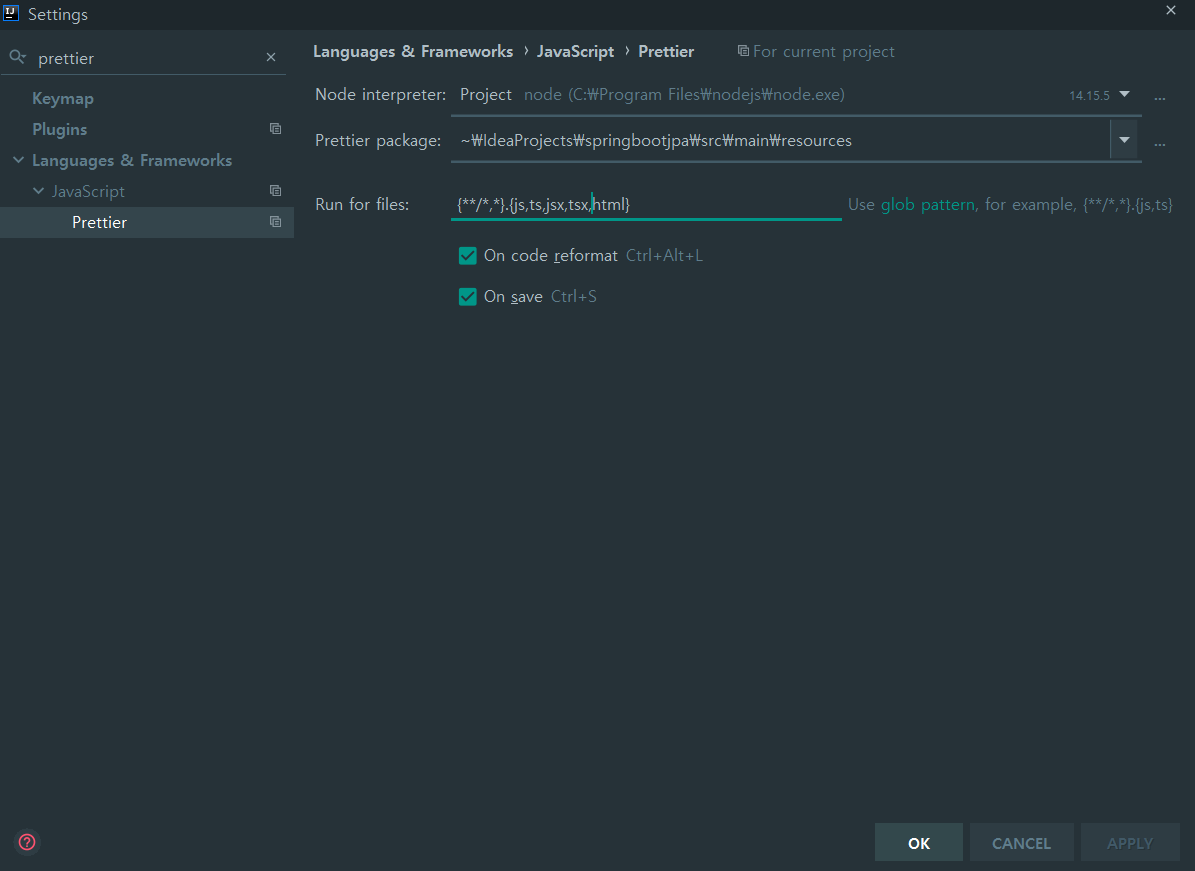 IJ Settings
prettier
Keymap
Plugins
Languages & Frameworks
JavaScript
Prettier
Languages & Frameworks › JavaScript › Prettier For current project
Node interpreter: Project node (C:₩Program Files₩nodejs₩node.exe) 14.15.5 ...
Prettier package: ~₩IdeaProjects₩springbootjpa₩src₩main₩resources ...
Run for files: {**/*,*}.{js,ts,jsx,tsx,html} Use glob pattern, for example, {**/*,*}.{js,ts}
On code reformat Ctrl+Alt+L
On save Ctrl+S
?
OK CANCEL APPLY